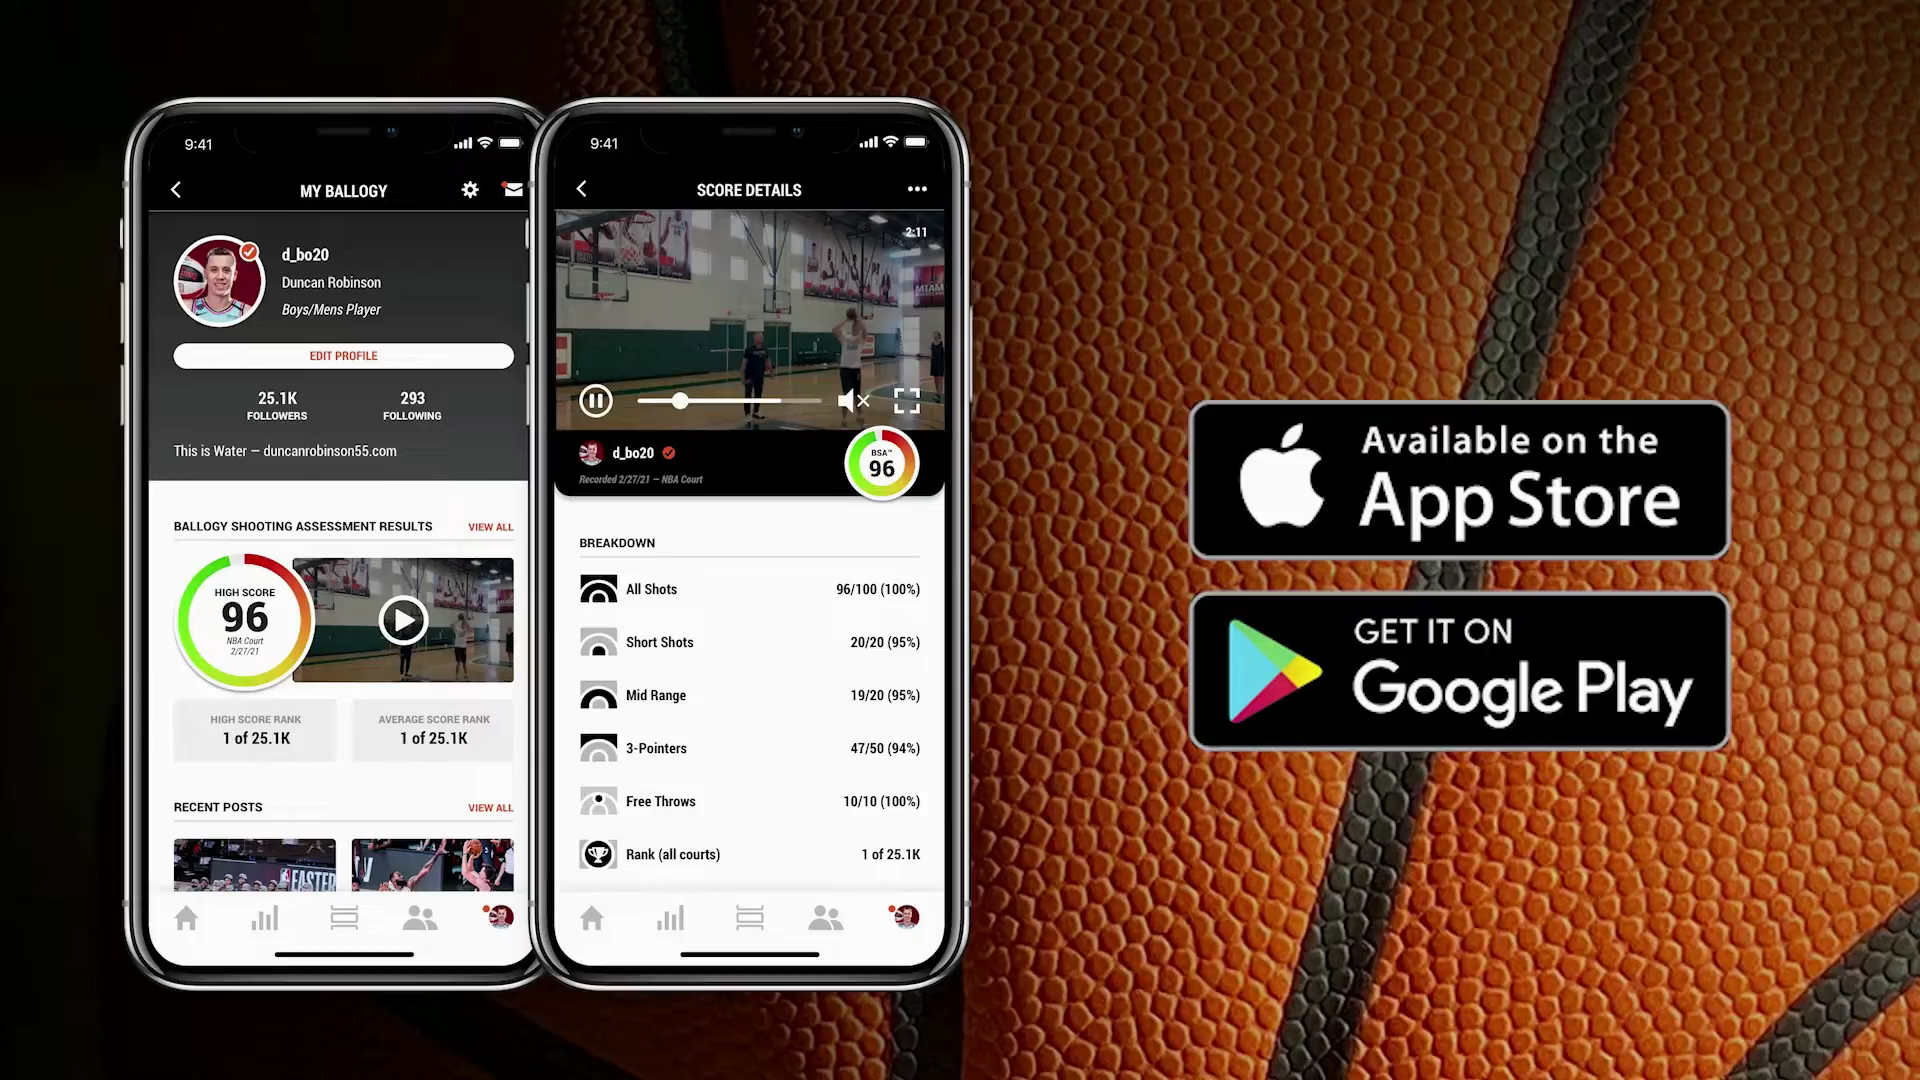 9:41
MY BALLOGY
d_bo20
Duncan Robinson
Boys/Mens Player
EDIT PROFILE
25.1K 293
FOLLOWERS FOLLOWING
This is Water – duncanrobinson55.com
BALLOGY SHOOTING ASSESSMENT RESULTS VIEW ALL
HIGH SCORE
96
NBA Court
2/27/21
HIGH SCORE RANK AVERAGE SCORE RANK
1 of 25.1K 1 of 25.1K
RECENT POSTS VIEW ALL
EASTER
9:41
SCORE DETAILS
2:11
MIAMI
d_bo20
Recorded 2/27/21 – NBA Court
BSA™
96
BREAKDOWN
All Shots 96/100 (100%)
Short Shots 20/20 (95%)
Mid Range 19/20 (95%)
3-Pointers 47/50 (94%)
Free Throws 10/10 (100%)
Rank (all courts) 1 of 25.1K
Available on the
App Store
GET IT ON
Google Play